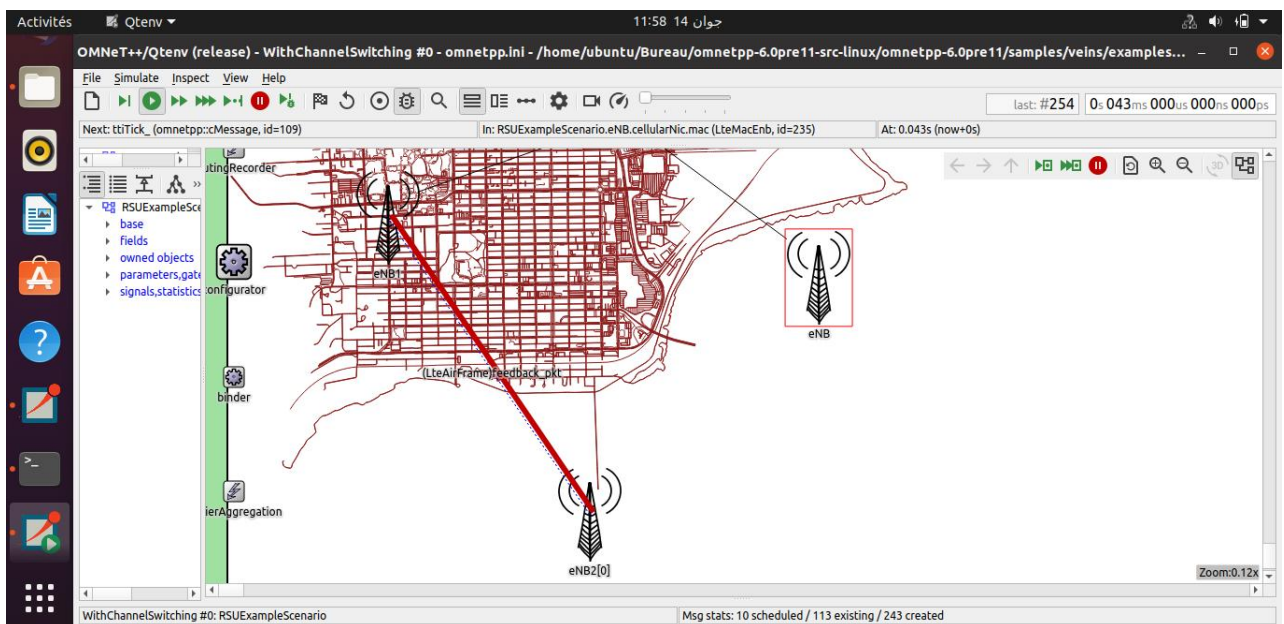 Activités
Qtenv
11:58 14 جوان
OMNeT++/Qtenv (release) - WithChannelSwitching #0 - omnetpp.ini - /home/ubuntu/Bureau/omnetpp-6.0pre11-src-linux/omnetpp-6.0pre11/samples/veins/examples...
File Simulate Inspect View Help
last: #254
0s 043ms 000us 000ns 000ps
Next: ttiTick_ (omnetpp::cMessage, id=109)
In: RSUExampleScenario.eNB.cellularNic.mac (LteMacEnb, id=235)
At: 0.043s (now+0s)
RSUExampleSce
base
fields
owned objects
parameters,gate
signals,statistics
utingRecorder
3D
eNB1
configurator
eNB
(LteAirFrame)feedback_pkt
binder
ierAggregation
eNB2[0]
Zoom:0.12x
WithChannelSwitching #0: RSUExampleScenario
Msg stats: 10 scheduled / 113 existing / 243 created